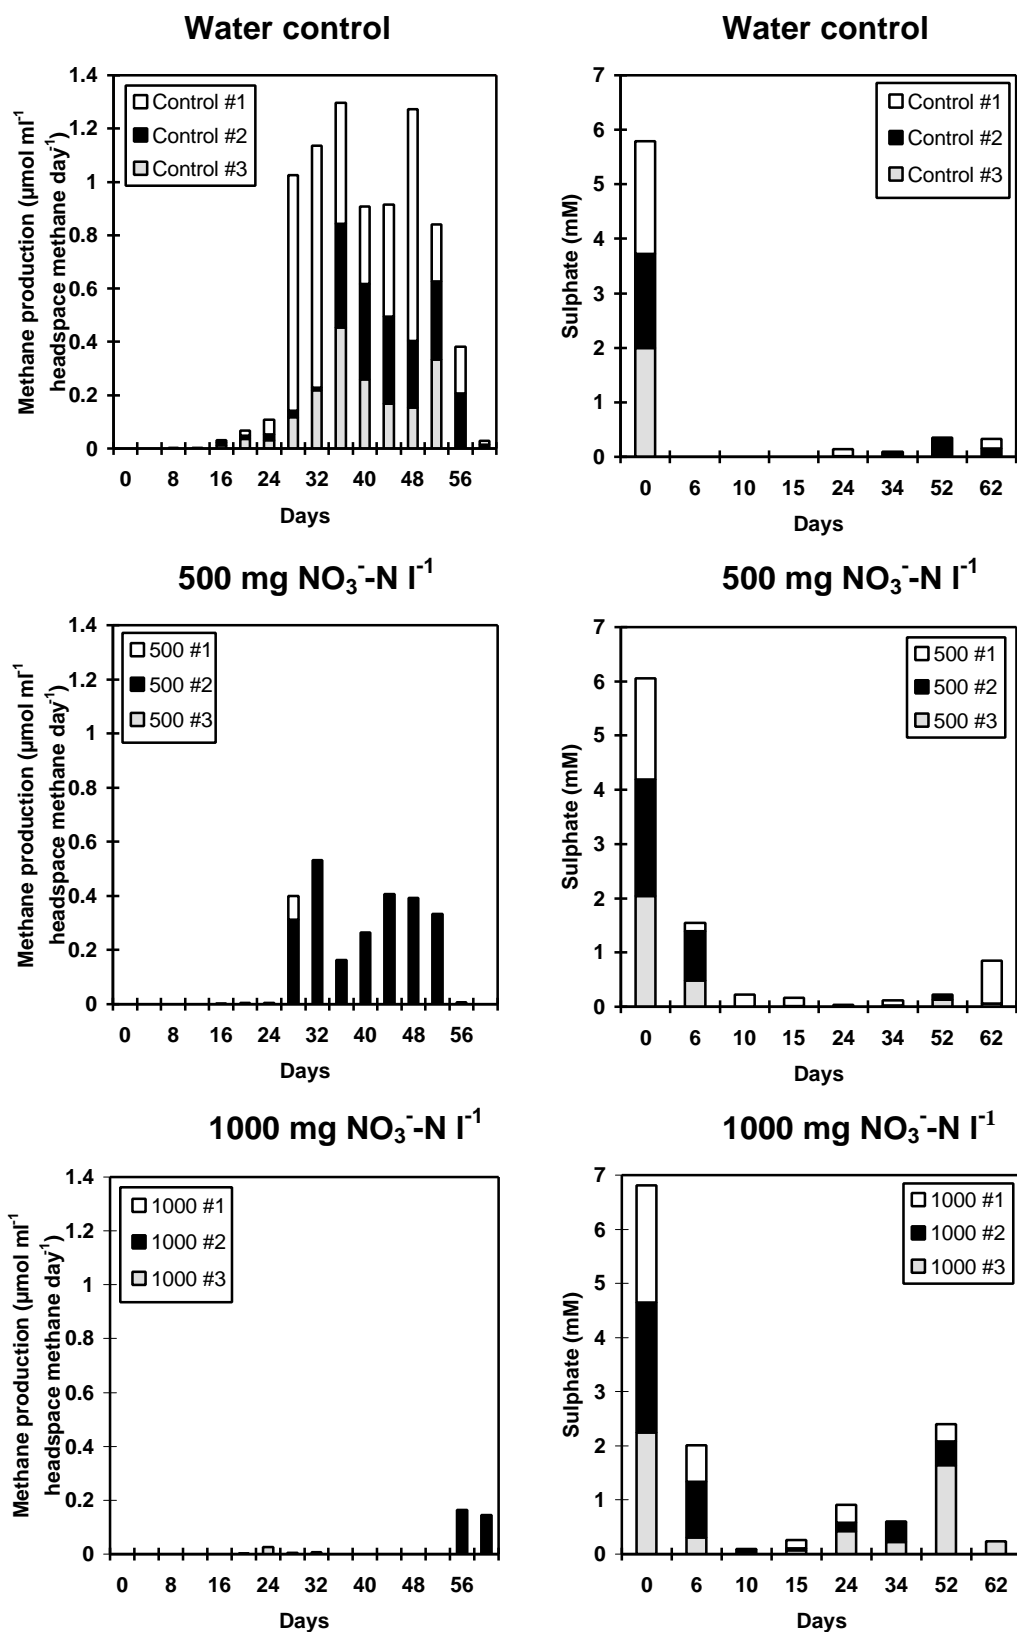 Water control
Methane production (µmol ml-1
headspace methane day-1)
1.4
1.2
1
0.8
0.6
0.4
0.2
0
Control #1
Control #2
Control #3
0 8 16 24 32 40 48 56
Days
Water control
Sulphate (mM)
7
6
5
4
3
2
1
0
Control #1
Control #2
Control #3
0 6 10 15 24 34 52 62
Days
500 mg NO3--N l-1
Methane production (µmol ml-1
headspace methane day-1)
1.4
1.2
1
0.8
0.6
0.4
0.2
0
500 #1
500 #2
500 #3
0 8 16 24 32 40 48 56
Days
500 mg NO3--N l-1
Sulphate (mM)
7
6
5
4
3
2
1
0
500 #1
500 #2
500 #3
0 6 10 15 24 34 52 62
Days
1000 mg NO3--N l-1
Methane production (µmol ml-1
headspace methane day-1)
1.4
1.2
1
0.8
0.6
0.4
0.2
0
1000 #1
1000 #2
1000 #3
0 8 16 24 32 40 48 56
Days
1000 mg NO3--N l-1
Sulphate (mM)
7
6
5
4
3
2
1
0
1000 #1
1000 #2
1000 #3
0 6 10 15 24 34 52 62
Days